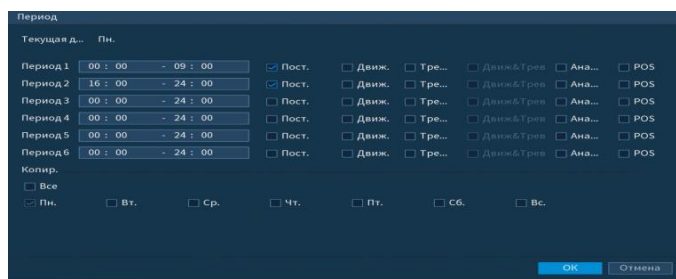 Период
Текущая д... Пн.
Период 1 00 : 00 - 09 : 00 Пост. Движ. Тре... Движ&Трев Ана... POS
Период 2 16 : 00 - 24 : 00 Пост. Движ. Тре... Движ&Трев Ана... POS
Период 3 00 : 00 - 24 : 00 Пост. Движ. Тре... Движ&Трев Ана... POS
Период 4 00 : 00 - 24 : 00 Пост. Движ. Тре... Движ&Трев Ана... POS
Период 5 00 : 00 - 24 : 00 Пост. Движ. Тре... Движ&Трев Ана... POS
Период 6 00 : 00 - 24 : 00 Пост. Движ. Тре... Движ&Трев Ана... POS
Копир.
Все
Пн. Вт. Ср. Чт. Пт. Сб. Вс.
ОК Отмена